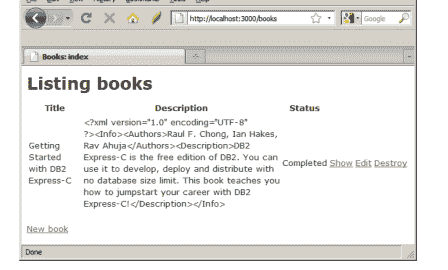 http://localhost:3000/books
Google
Books: index
Listing books
Title Description Status
Getting Started with DB2 Express-C
<?xml version="1.0" encoding="UTF-8"
?><Info><Authors>Raul F. Chong, Ian Hakes,
Rav Ahuja</Authors><Description>DB2
Express-C is the free edition of DB2. You can
use it to develop, deploy and distribute with
no database size limit. This book teaches you
how to jumpstart your career with DB2
Express-C!</Description></Info>
Completed Show Edit Destroy
New book
Done